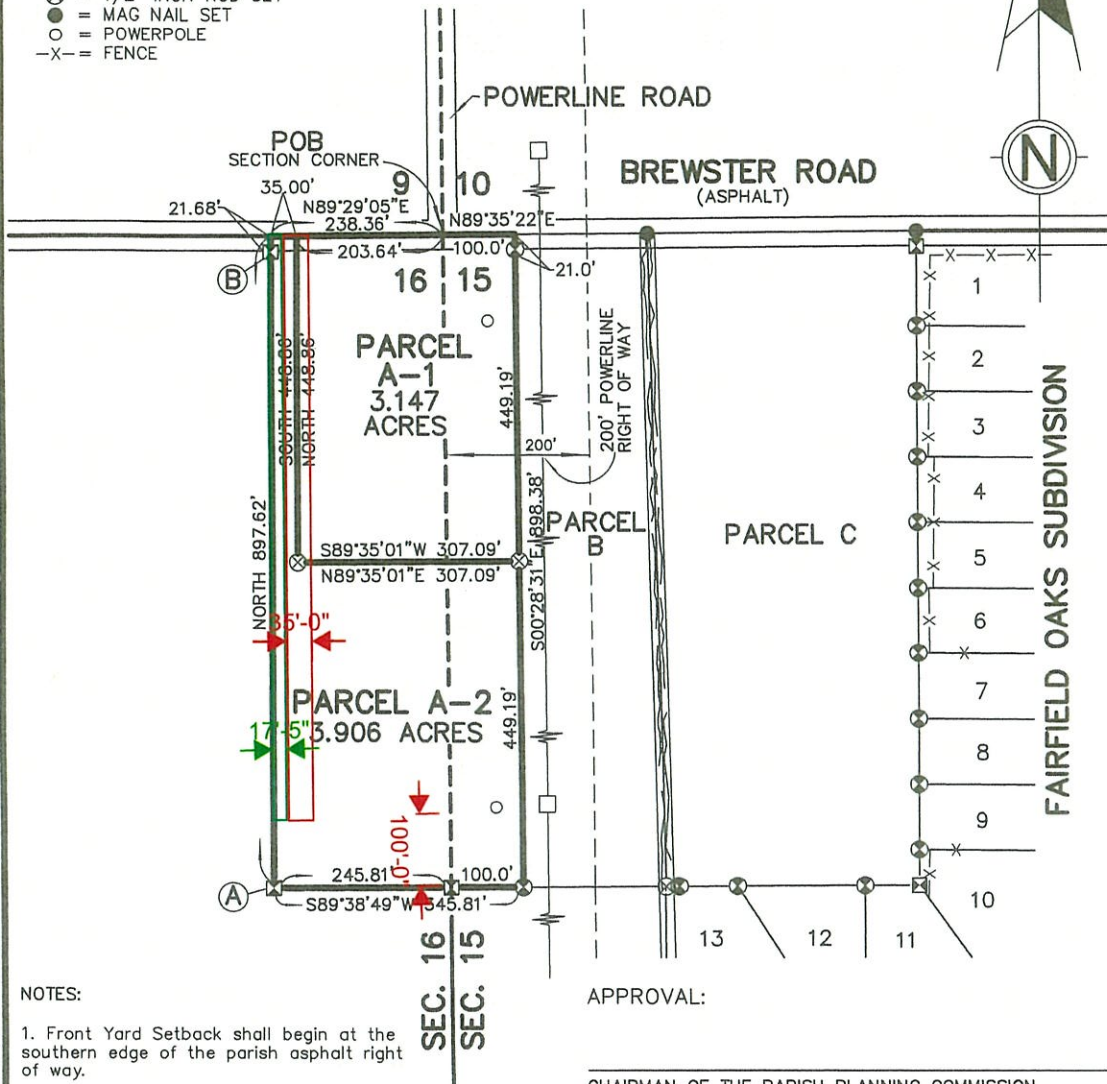 = MAG NAIL SET
= POWERPOLE
-X-= FENCE
POWERLINE ROAD
POB
SECTION CORNER
9
10
BREWSTER ROAD
(ASPHALT)
N
35.00'
21.68'
N89°29'05"E
238.36'
N89°35'22"E
203.64'
100.0'
21.0'
B
16
15
PARCEL
A-1
3.147
ACRES
NORTH 448.86'
449.19'
200' POWERLINE
RIGHT OF WAY
200'
1
2
3
4
5
6
7
8
9
10
FAIRFIELD OAKS SUBDIVISION
NORTH 897.62'
S89°35'01"W 307.09'
N89°35'01"E 307.09'
S00°28'31"E 898.38'
PARCEL
B
PARCEL C
PARCEL A-2
3.906 ACRES
17'-5"
449.19'
100'-0"
245.81'
100.0'
A
S89°38'49"W 345.81'
13
12
11
SEC. 16
SEC. 15
NOTES:
1. Front Yard Setback shall begin at the
southern edge of the parish asphalt right
of way.
APPROVAL:
CHAIRMAN OF THE PARISH PLANNING COMMISSION